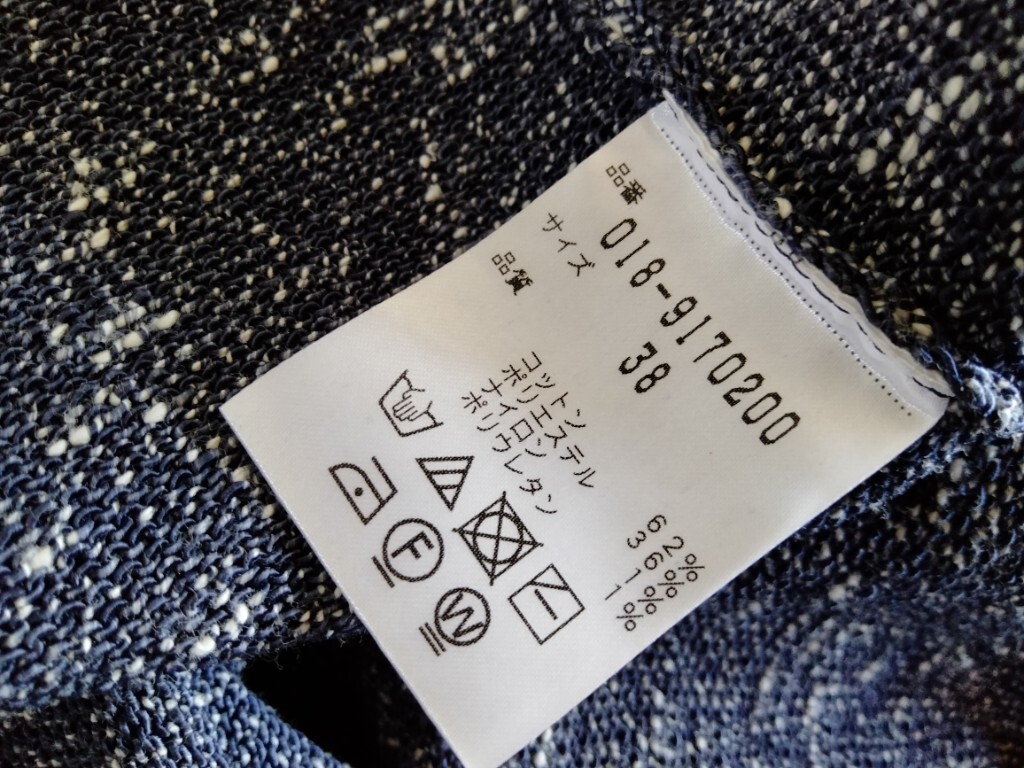 品番 018-9170200
サイズ 38
品質
コットン 62%
ポリエステル 36%
ナイロン 1%
ポリウレタン 1%
F
W